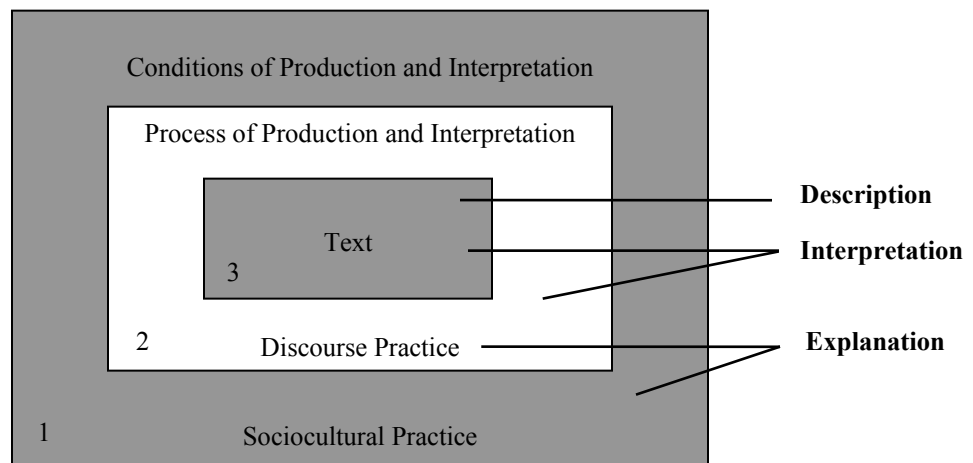 Conditions of Production and Interpretation
Process of Production and Interpretation
Description
Text
Interpretation
3
2
Discourse Practice
Explanation
1
Sociocultural Practice